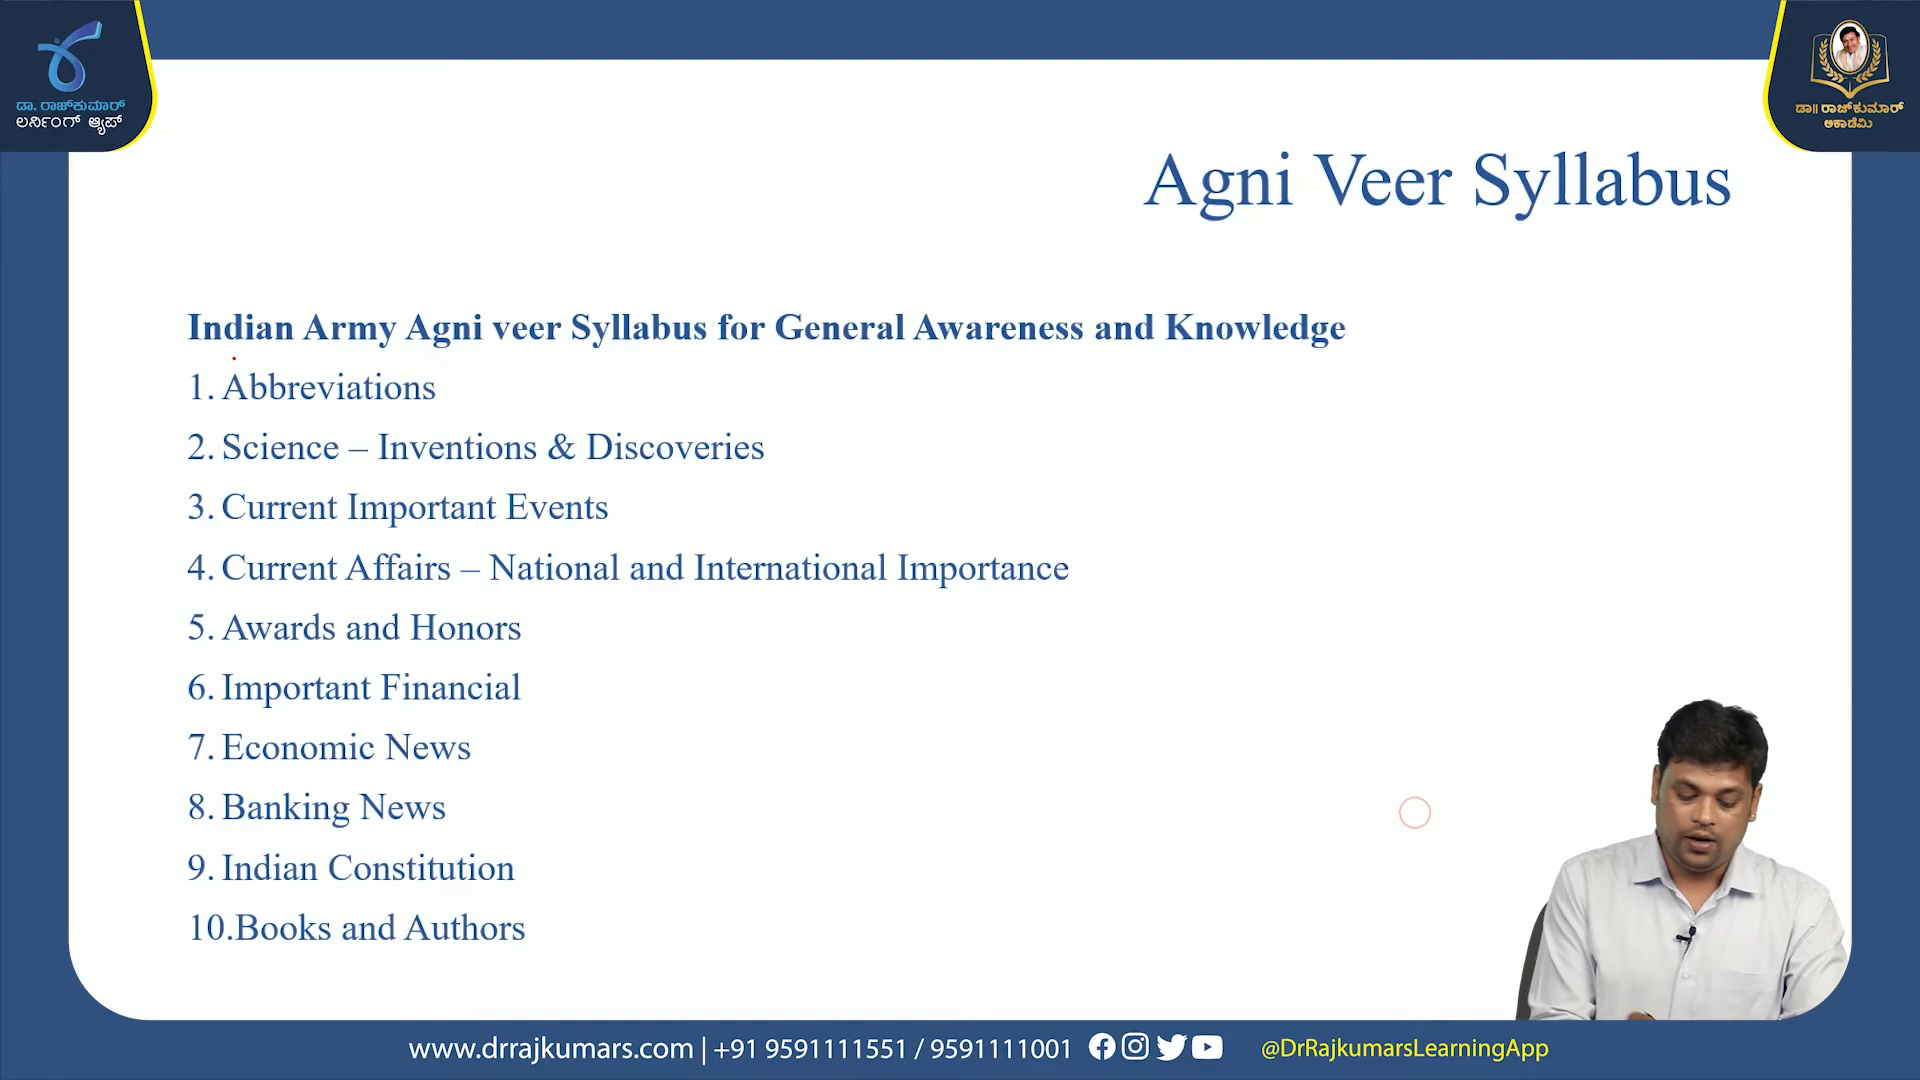 ಡಾ. ರಾಜ್‌ಕುಮಾರ್
ಲರ್ನಿಂಗ್ ಆ್ಯಪ್
ಡಾ॥ ರಾಜ್‌ಕುಮಾರ್
ಅಕಾಡೆಮಿ
Agni Veer Syllabus
Indian Army Agni veer Syllabus for General Awareness and Knowledge
1. Abbreviations
2. Science – Inventions & Discoveries
3. Current Important Events
4. Current Affairs – National and International Importance
5. Awards and Honors
6. Important Financial
7. Economic News
8. Banking News
9. Indian Constitution
10.Books and Authors
www.drrajkumars.com | +91 9591111551 / 9591111001 @DrRajkumarsLearningApp